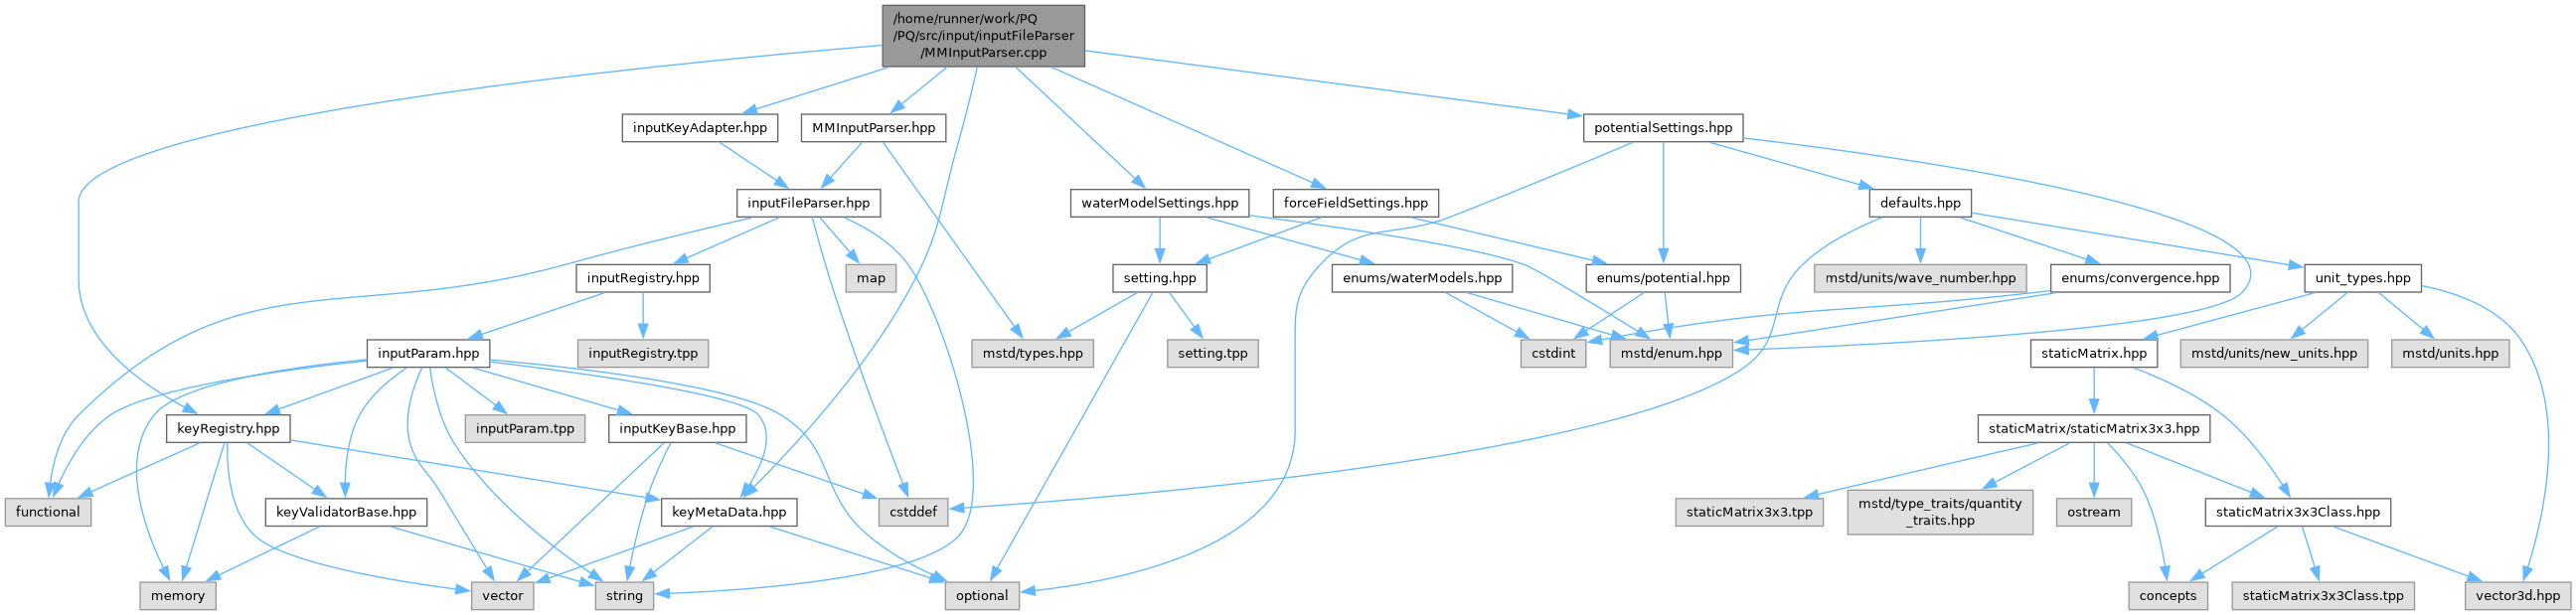 /home/runner/work/PQ
/PQ/src/input/inputFileParser
/MMInputParser.cpp
inputKeyAdapter.hpp
MMInputParser.hpp
potentialSettings.hpp
inputFileParser.hpp
waterModelSettings.hpp
forceFieldSettings.hpp
defaults.hpp
inputRegistry.hpp
map
setting.hpp
enums/waterModels.hpp
enums/potential.hpp
mstd/units/wave_number.hpp
enums/convergence.hpp
unit_types.hpp
inputParam.hpp
inputRegistry.tpp
mstd/types.hpp
setting.tpp
cstdint
mstd/enum.hpp
staticMatrix.hpp
mstd/units/new_units.hpp
mstd/units.hpp
keyRegistry.hpp
inputParam.tpp
inputKeyBase.hpp
staticMatrix/staticMatrix3x3.hpp
functional
keyValidatorBase.hpp
keyMetaData.hpp
cstddef
staticMatrix3x3.tpp
mstd/type_traits/quantity
_traits.hpp
ostream
staticMatrix3x3Class.hpp
memory
vector
string
optional
concepts
staticMatrix3x3Class.tpp
vector3d.hpp